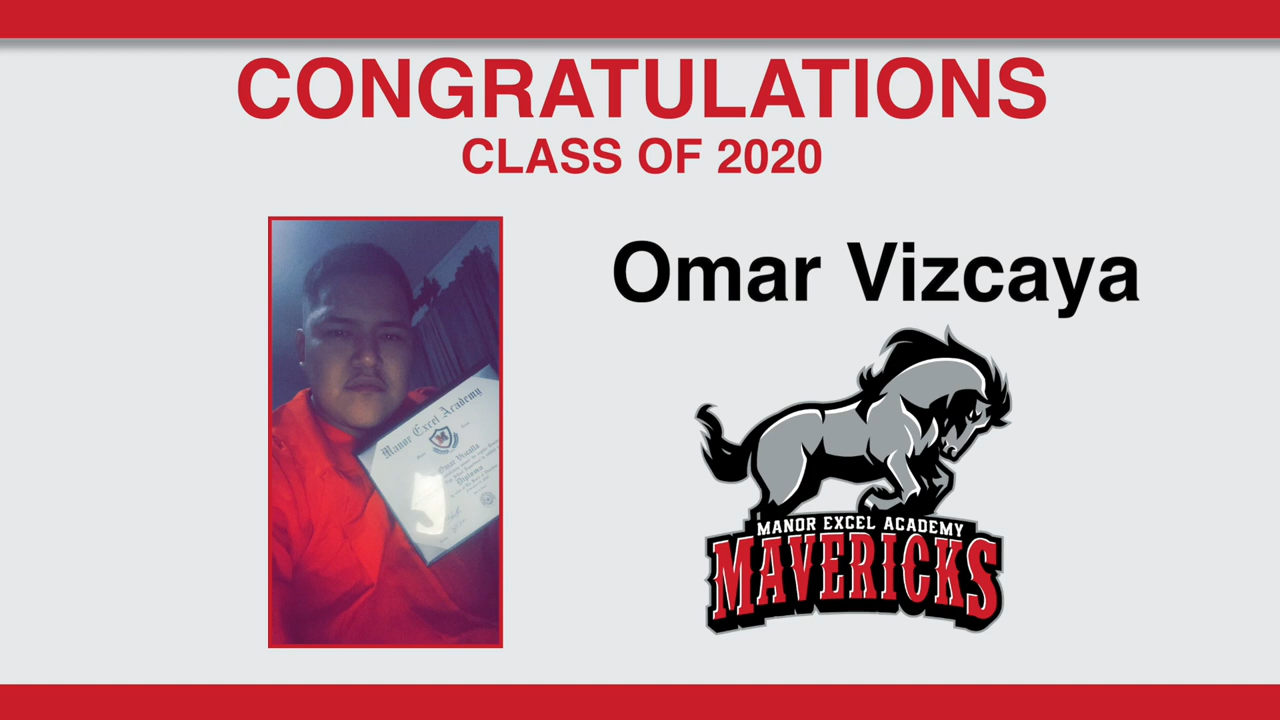 CONGRATULATIONS
CLASS OF 2020
Omar Vizcaya
Manor Excel Academy
Diploma
MANOR EXCEL ACADEMY
MAVERICKS